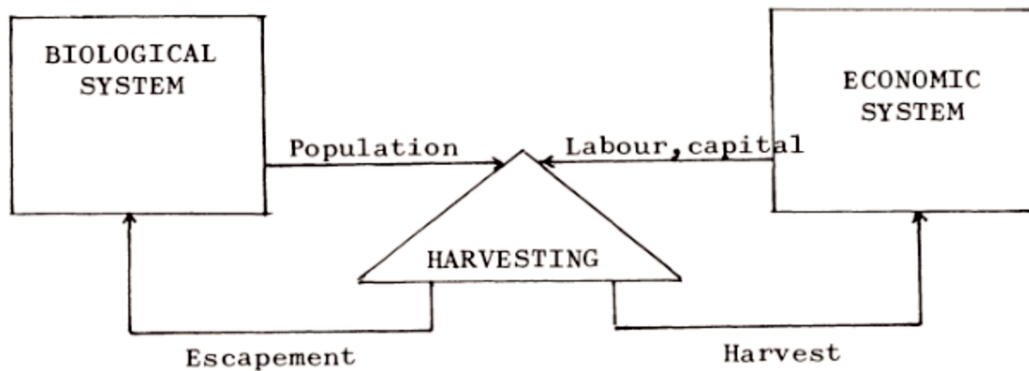 BIOLOGICAL
SYSTEM
ECONOMIC
SYSTEM
Population
Labour,capital
HARVESTING
Escapement
Harvest